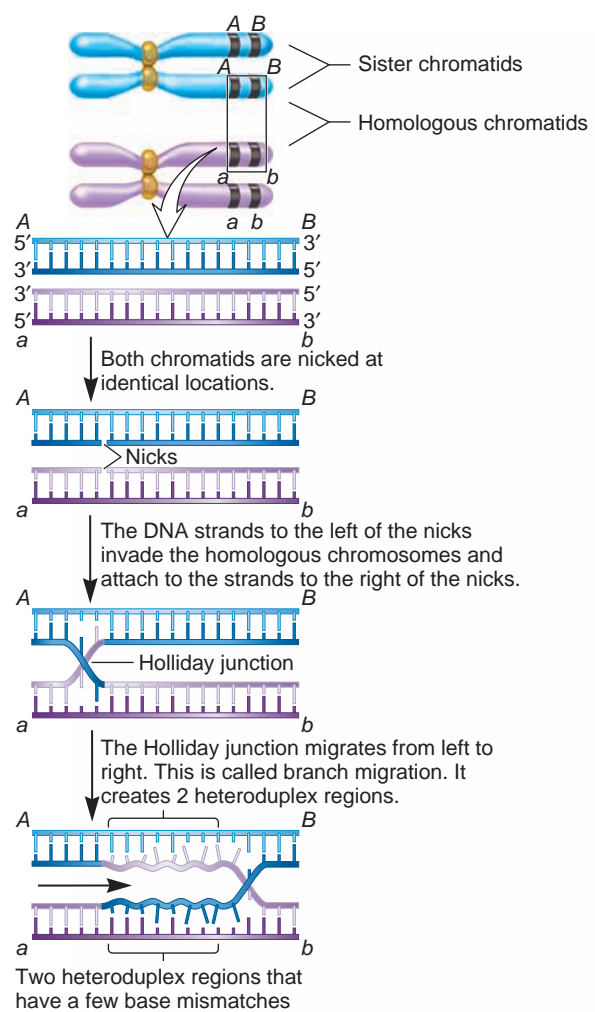 A B
A B
Sister chromatids
Homologous chromatids
a b
a b
A B
5′ 3′
3′ 5′
3′ 5′
5′ 3′
a b
Both chromatids are nicked at
identical locations.
A B
Nicks
a b
The DNA strands to the left of the nicks
invade the homologous chromosomes and
attach to the strands to the right of the nicks.
A B
Holliday junction
a b
The Holliday junction migrates from left to
right. This is called branch migration. It
creates 2 heteroduplex regions.
A B
a b
Two heteroduplex regions that
have a few base mismatches